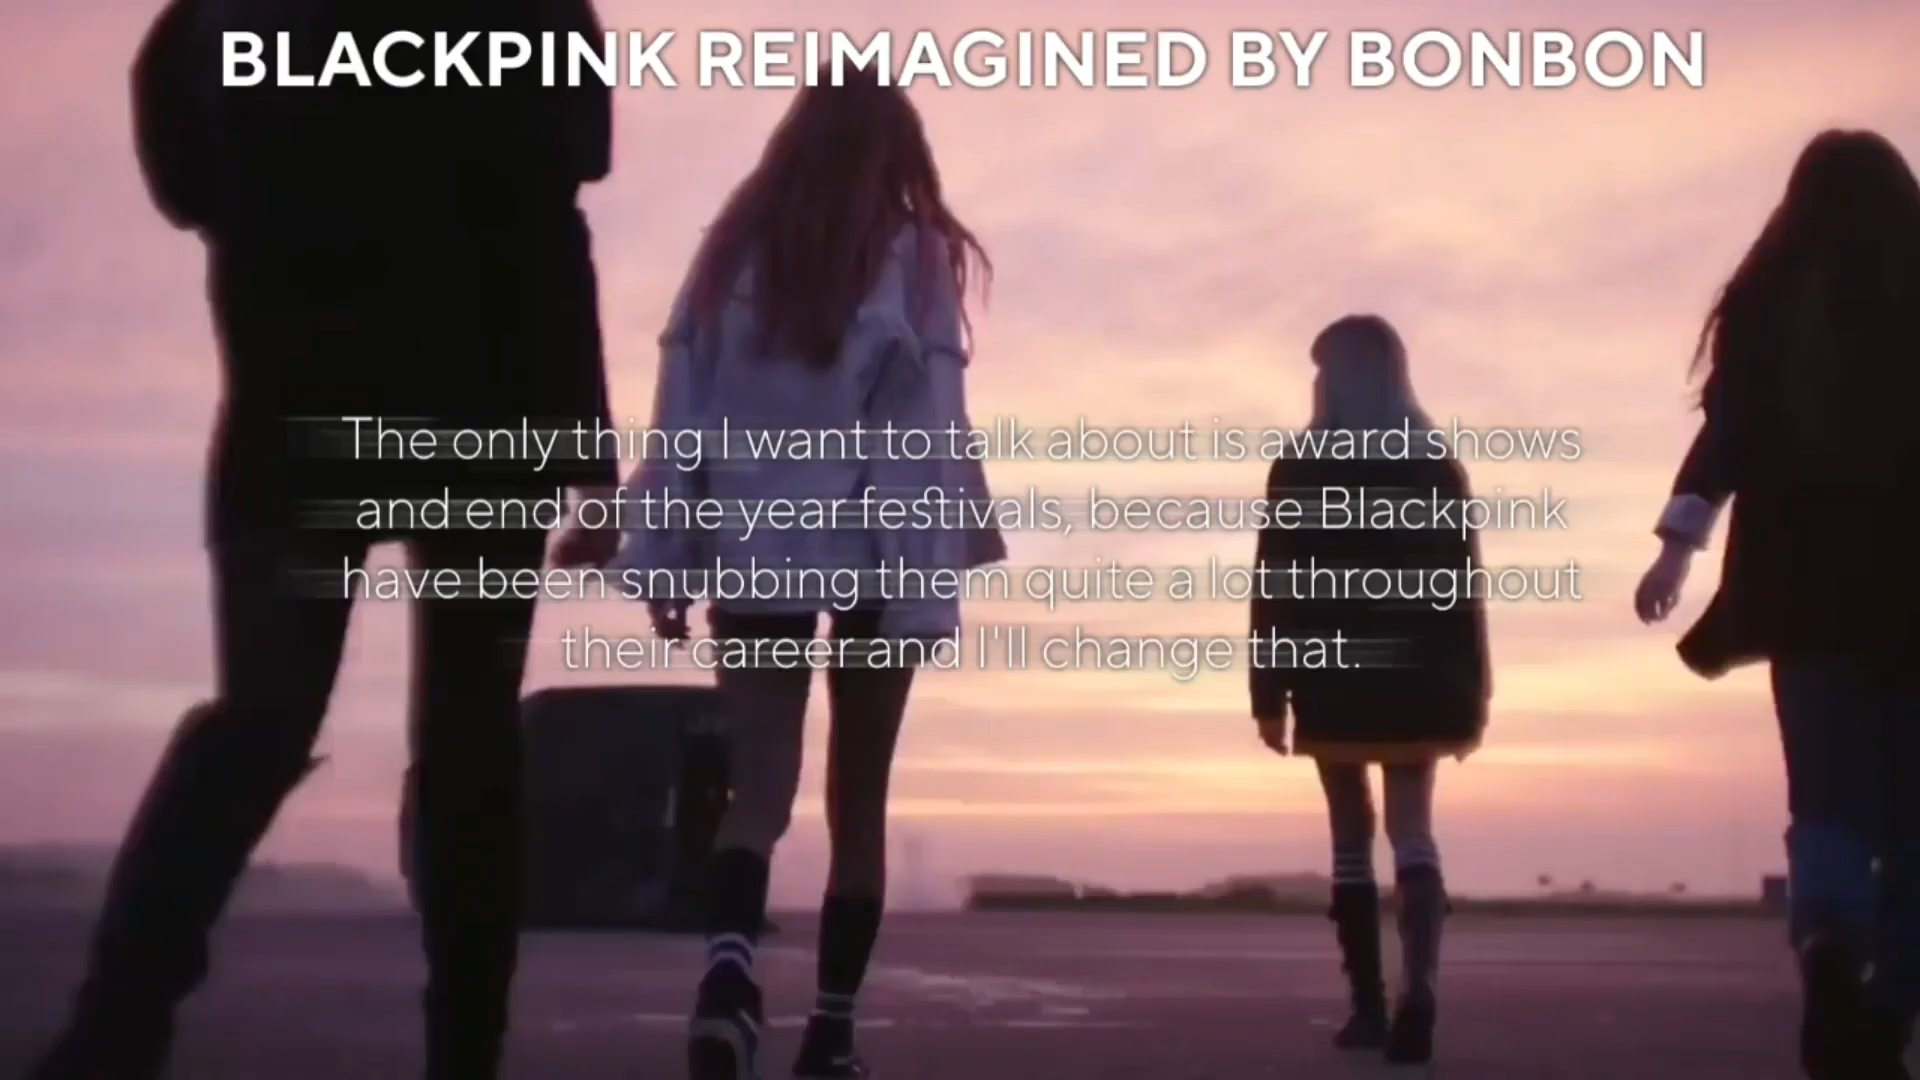 BLACKPINK REIMAGINED BY BONBON
The only thing I want to talk about is award shows
and end of the year festivals, because Blackpink
have been snubbing them quite a lot throughout
their career and I'll change that.